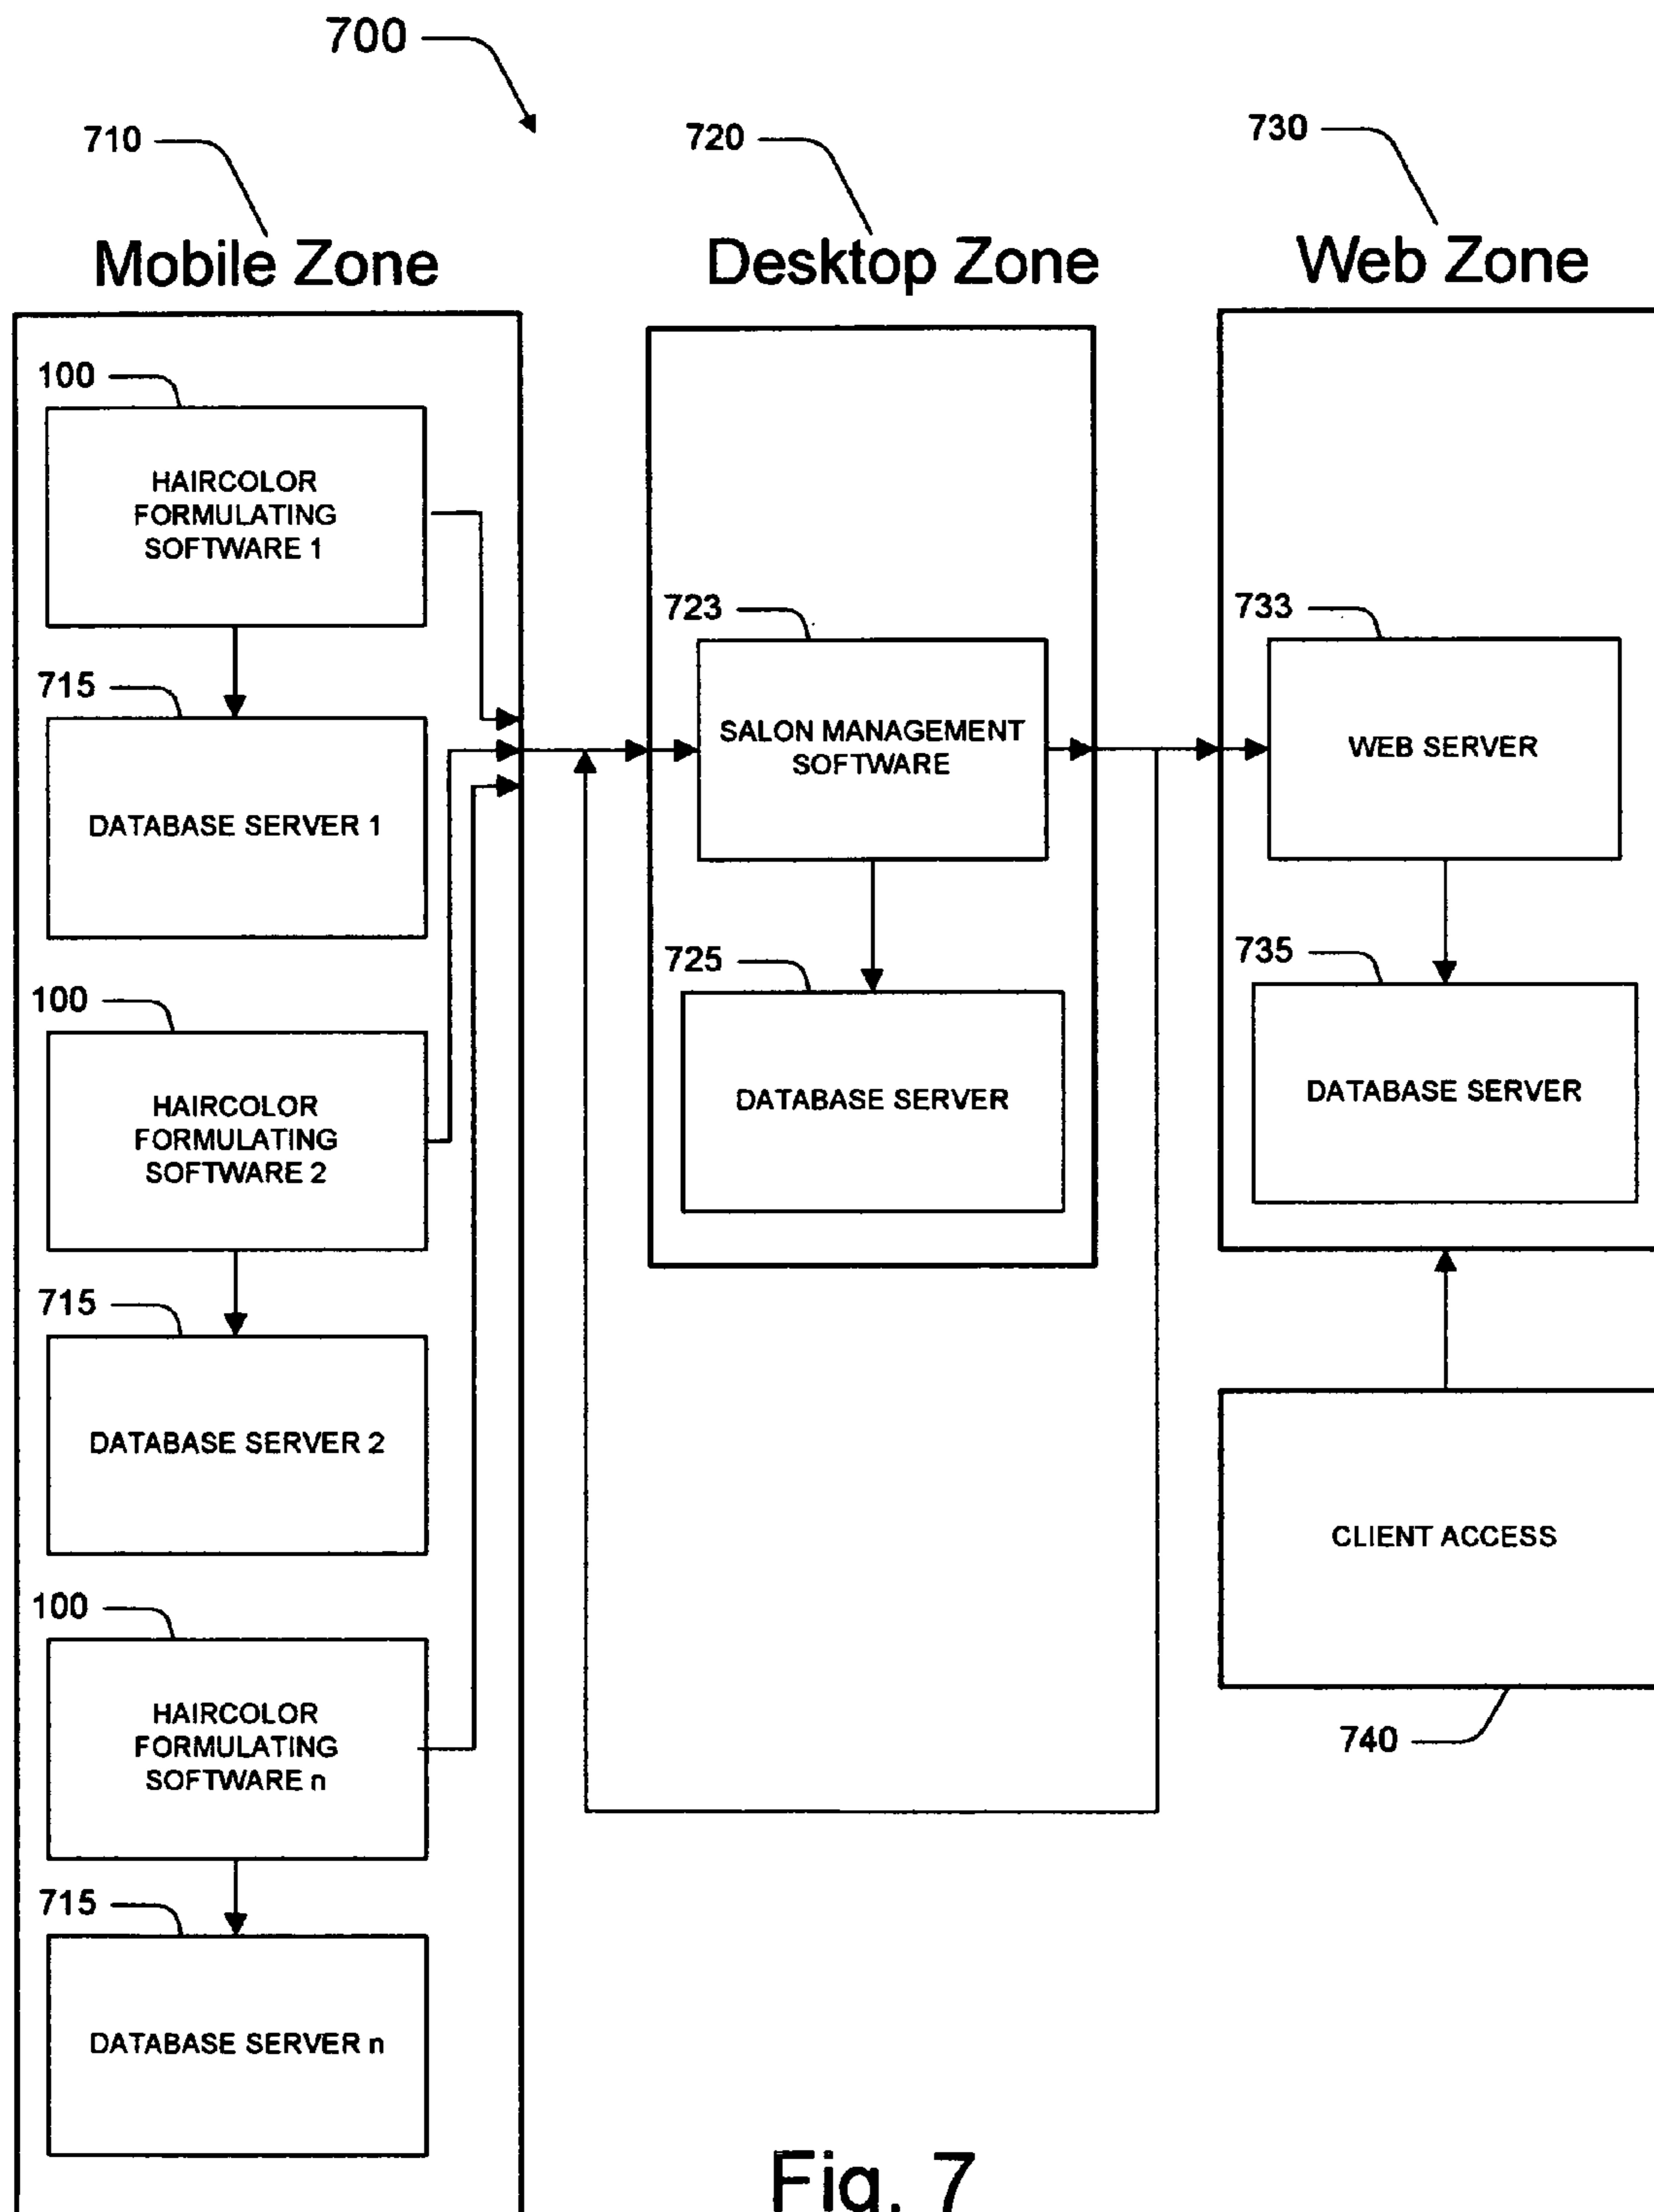 700
710
720
730
Mobile Zone
Desktop Zone
Web Zone
100
HAIRCOLOR
FORMULATING
SOFTWARE 1
715
DATABASE SERVER 1
100
HAIRCOLOR
FORMULATING
SOFTWARE 2
715
DATABASE SERVER 2
100
HAIRCOLOR
FORMULATING
SOFTWARE n
715
DATABASE SERVER n
723
SALON MANAGEMENT
SOFTWARE
725
DATABASE SERVER
733
WEB SERVER
735
DATABASE SERVER
CLIENT ACCESS
740
Fig. 7